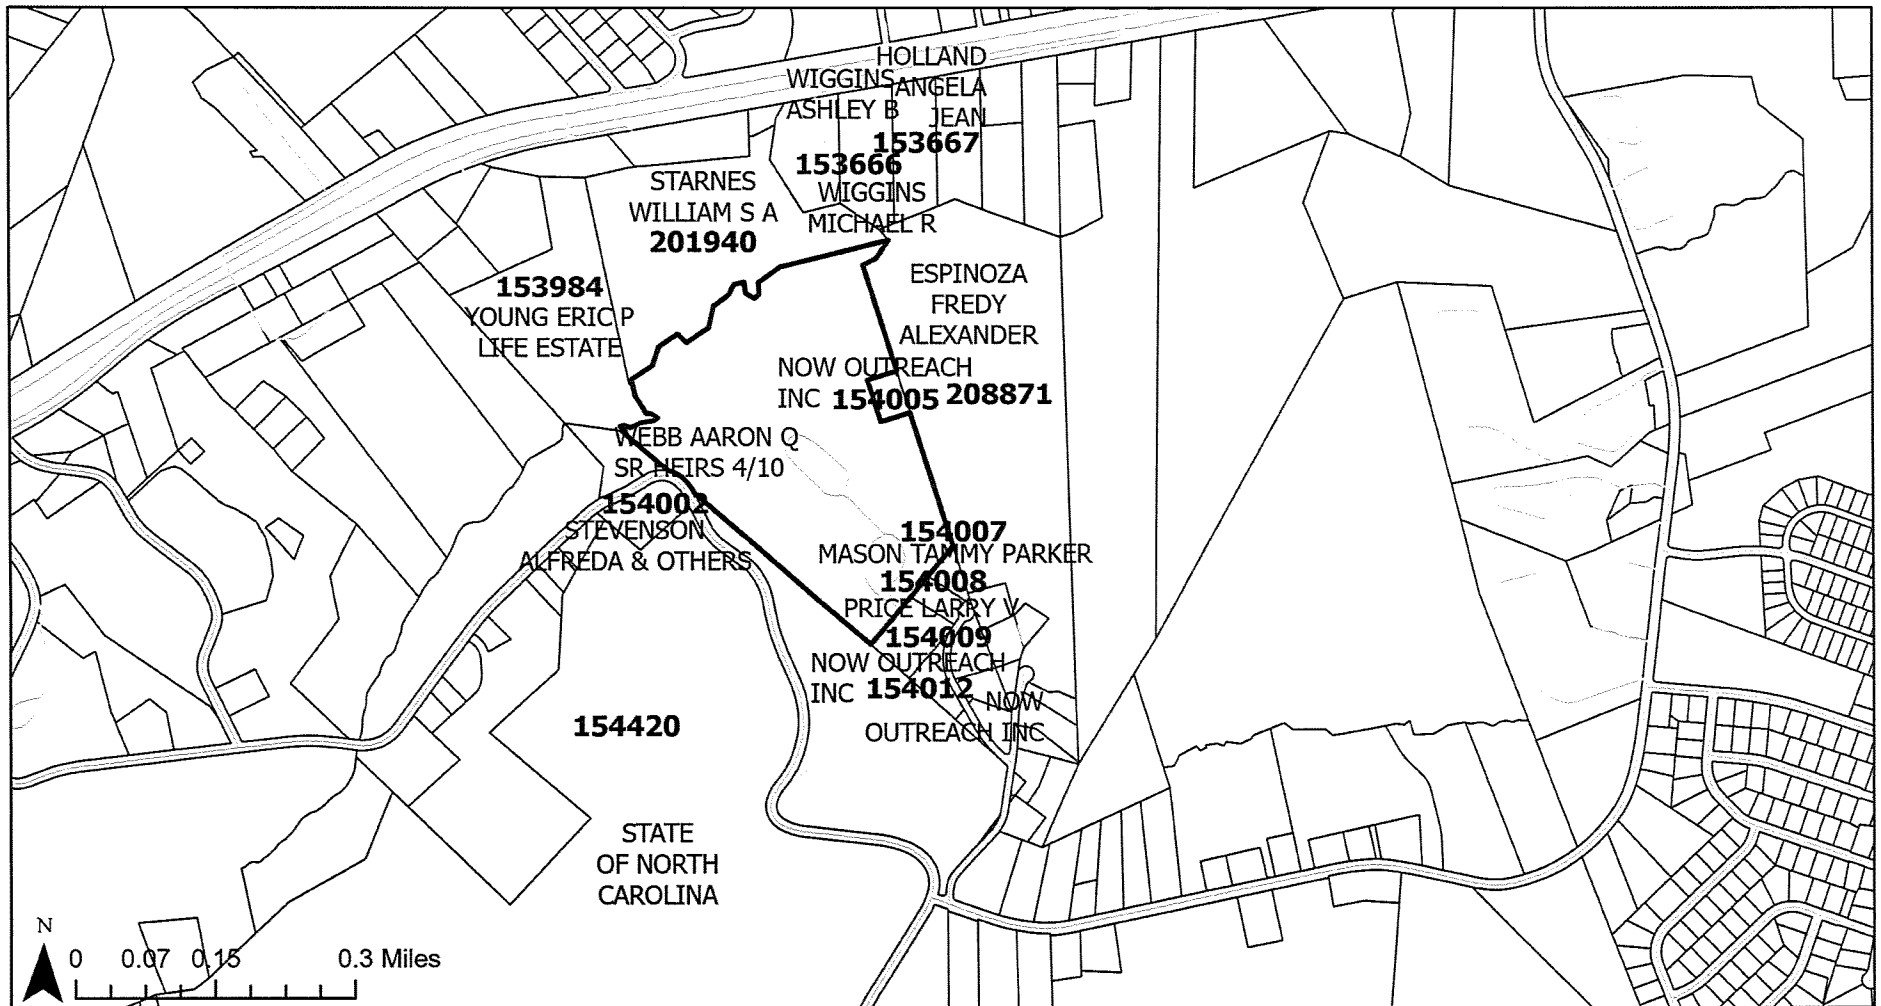 HOLLAND
ANGELA
JEAN
153667
WIGGINS
ASHLEY B
153666
WIGGINS
MICHAEL R
STARNES
WILLIAM S A
201940
153984
YOUNG ERIC P
LIFE ESTATE
ESPINOZA
FREDY
ALEXANDER
208871
NOW OUTREACH
INC 154005
WEBB AARON Q
SR HEIRS 4/10
154002
STEVENSON
ALFREDA & OTHERS
154007
MASON TAMMY PARKER
154008
PRICE LARRY V
154009
NOW OUTREACH
INC 154012
NOW
OUTREACH INC
154420
STATE
OF NORTH
CAROLINA
N
0 0.07 0.15 0.3 Miles